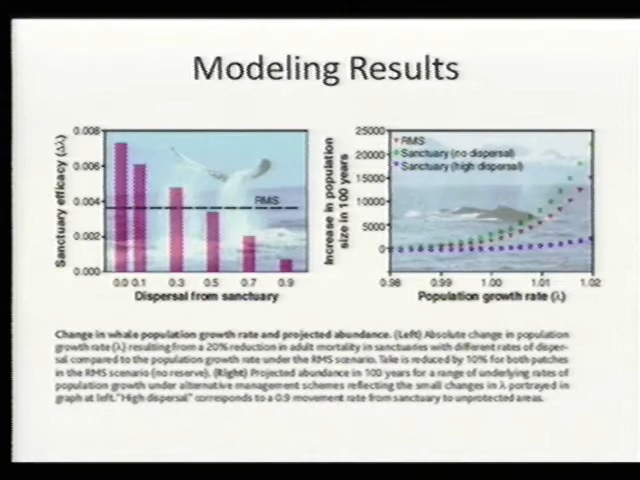 Modeling Results
Sanctuary efficacy (Δλ)
0.008
0.006
0.004
0.002
0.000
RMS
0.0 0.1 0.3 0.5 0.7 0.9
Dispersal from sanctuary
Increase in population
size in 100 years
25000
20000
15000
10000
5000
0
RMS
Sanctuary (no dispersal)
Sanctuary (high dispersal)
0.98 0.99 1.00 1.01 1.02
Population growth rate (λ)
Change in whale population growth rate and projected abundance. (Left) Absolute change in population
growth rate (λ) resulting from a 20% reduction in adult mortality in sanctuaries with different rates of disper-
sal compared to the population growth rate under the RMS scenario. Take is reduced by 10% for both patches
in the RMS scenario (no reserve). (Right) Projected abundance in 100 years for a range of underlying rates of
population growth under alternative management schemes reflecting the small changes in λ portrayed in
graph at left. "High dispersal" corresponds to a 0.9 movement rate from sanctuary to unprotected areas.